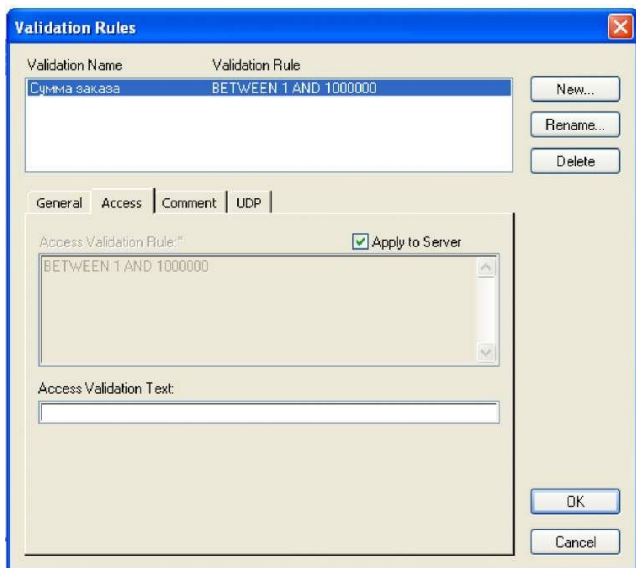 Validation Rules
Validation Name Validation Rule
Сумма заказа BETWEEN 1 AND 1000000
New...
Rename...
Delete
General Access Comment UDP
Access Validation Rule:* Apply to Server
BETWEEN 1 AND 1000000
Access Validation Text:
OK
Cancel